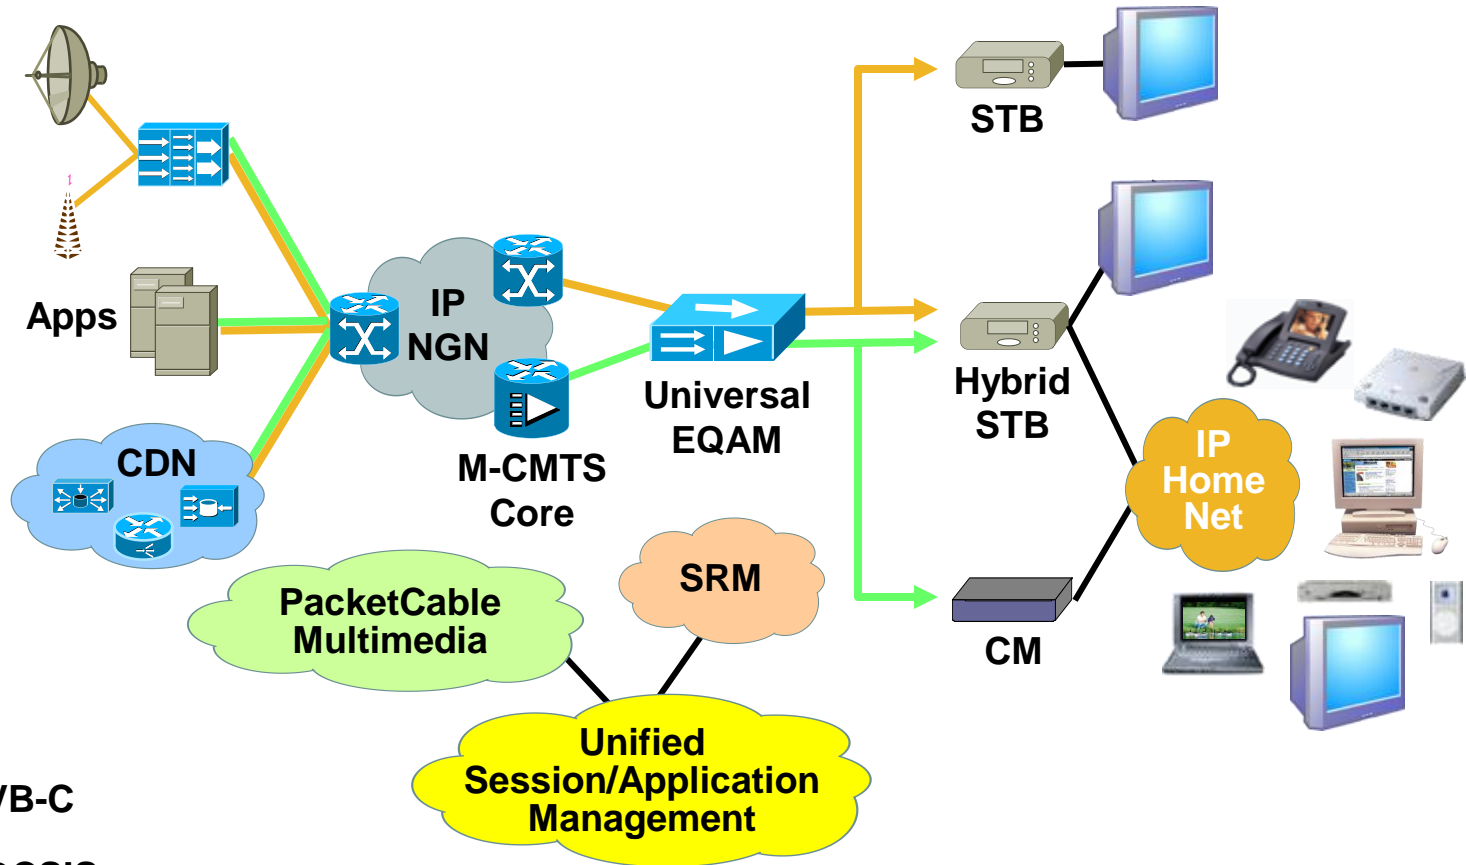 STB
Apps
IP
NGN
Universal
EQAM
Hybrid
STB
CDN
M-CMTS
Core
IP
Home
Net
SRM
PacketCable
Multimedia
CM
Unified
Session/Application
Management
VB-C